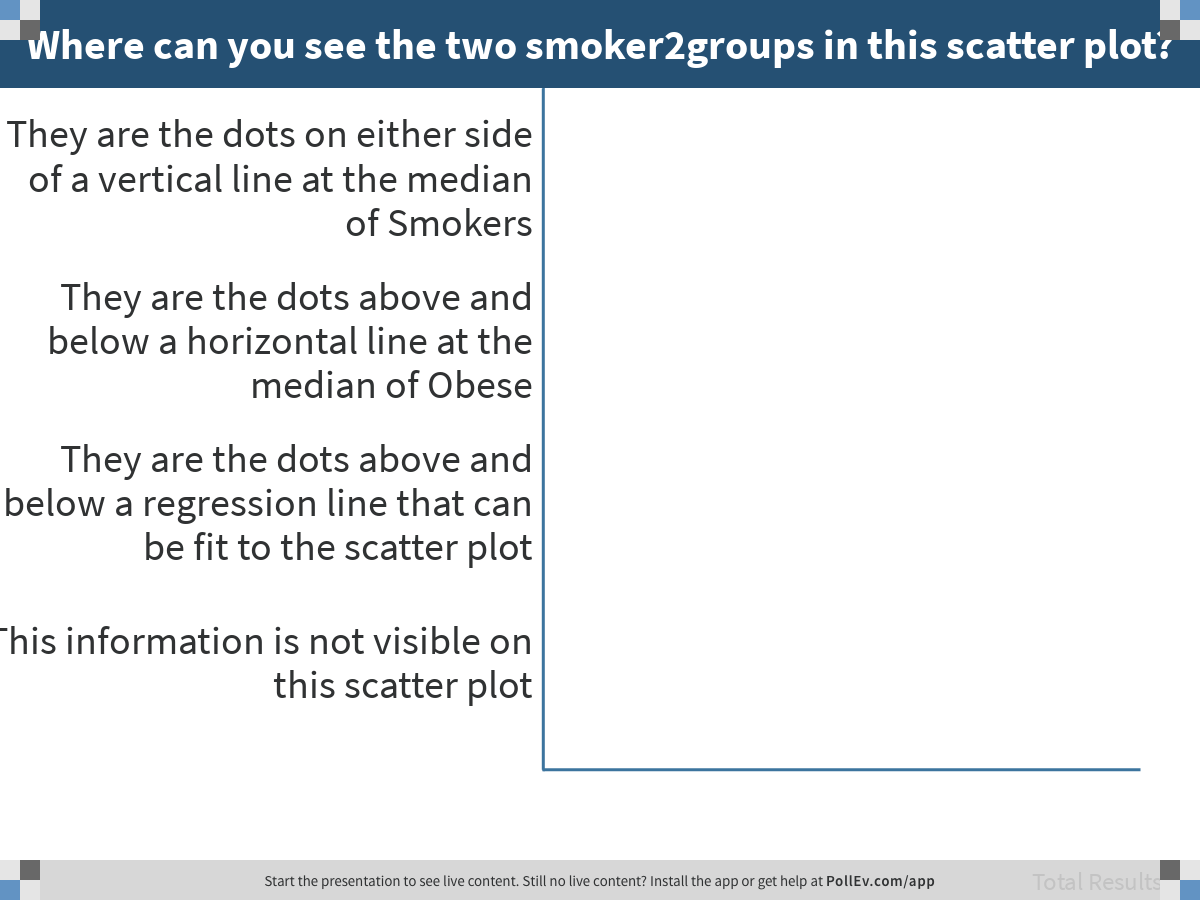 Where can you see the two smoker2groups in this scatter plot?
They are the dots on either side
of a vertical line at the median
of Smokers
They are the dots above and
below a horizontal line at the
median of Obese
They are the dots above and
below a regression line that can
be fit to the scatter plot
This information is not visible on
this scatter plot
Start the presentation to see live content. Still no live content? Install the app or get help at PollEv.com/app
Total Results